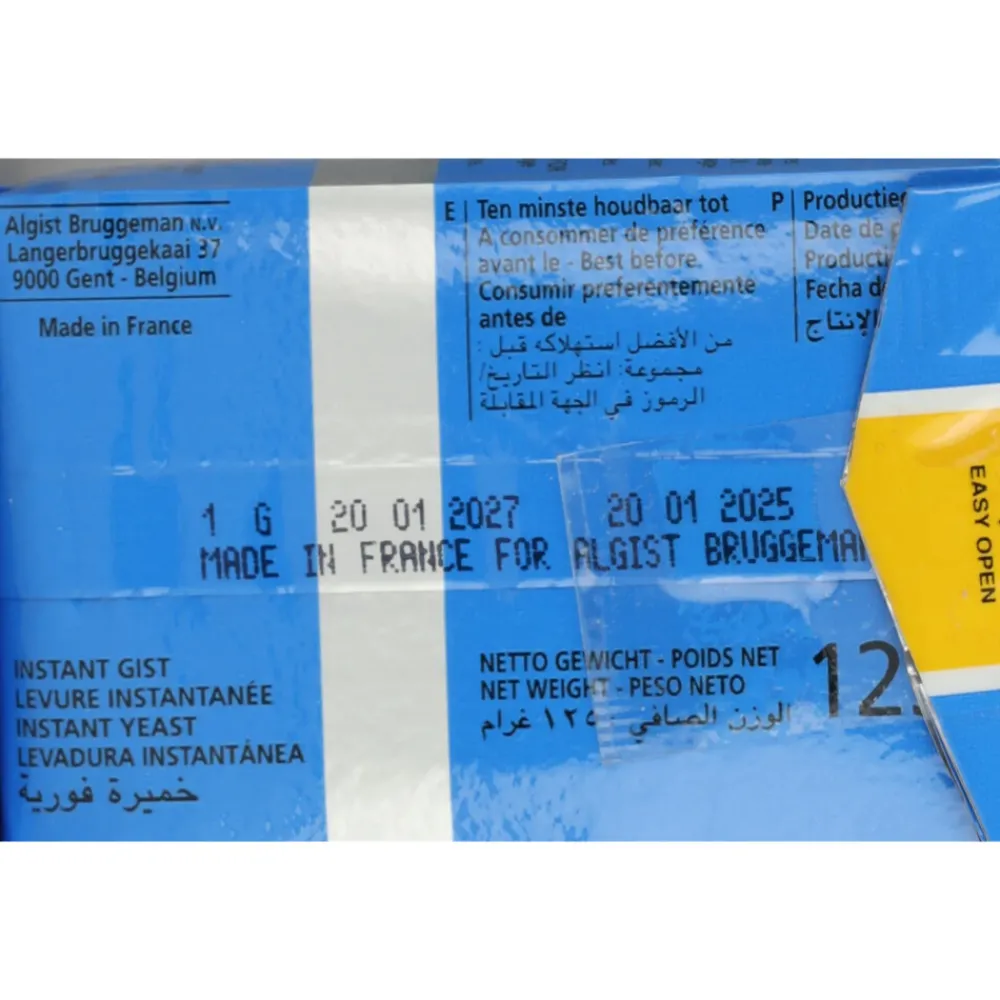 Algist Bruggeman N.V.
Langerbruggekaai 37
9000 Gent - Belgium
Made in France
E
Ten minste houdbaar tot
A consommer de préférence
avant le - Best before.
Consumir preferentemente
antes de
من الأفضل استهلاكه قبل :
مجموعة: انظر التاريخ/
الرموز في الجهة المقابلة
P
Date de
Fecha
الإنتاج
1 G 20 01 2027 20 01 2025
MADE IN FRANCE FOR ALGIST BRUGGEMAN
EASY OPEN
INSTANT GIST
LEVURE INSTANTANÉE
INSTANT YEAST
LEVADURA INSTANTÁNEA
خميرة فورية
NETTO GEWICHT - POIDS NET
NET WEIGHT - PESO NETO
الوزن الصافي ١٢٥ غرام